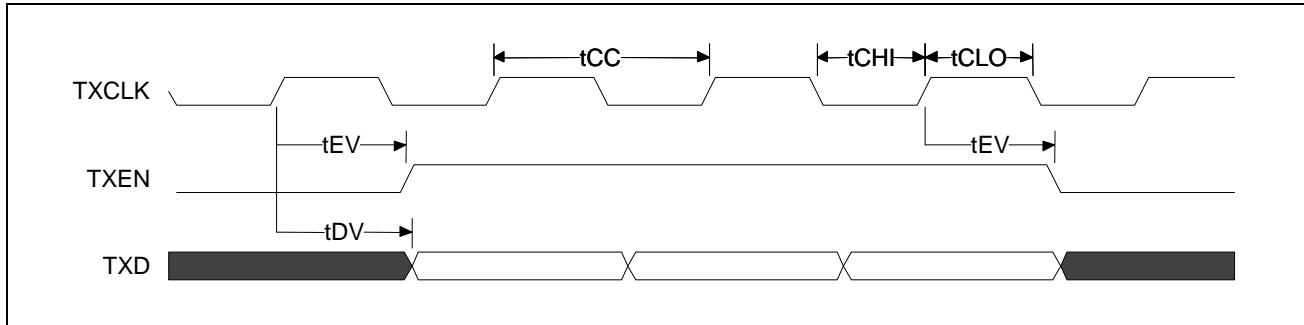 tCC
tCHI
tCLO
TXCLK
tEV
tEV
TXEN
tDV
TXD